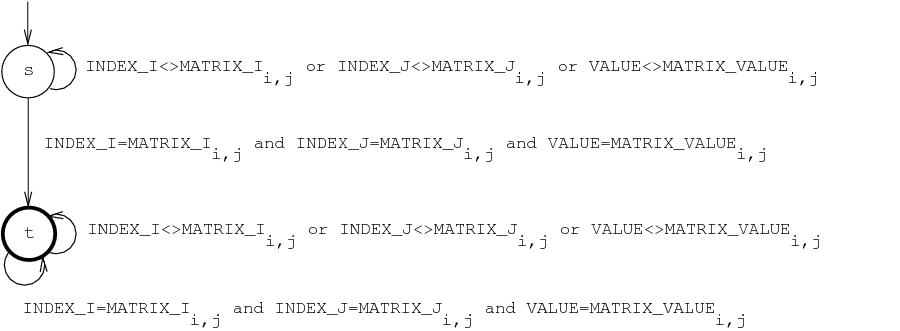 s INDEX_I<>MATRIX_I i,j or INDEX_J<>MATRIX_J i,j or VALUE<>MATRIX_VALUE i,j
INDEX_I=MATRIX_I i,j and INDEX_J=MATRIX_J i,j and VALUE=MATRIX_VALUE i,j
t INDEX_I<>MATRIX_I i,j or INDEX_J<>MATRIX_J i,j or VALUE<>MATRIX_VALUE i,j
INDEX_I=MATRIX_I i,j and INDEX_J=MATRIX_J i,j and VALUE=MATRIX_VALUE i,j